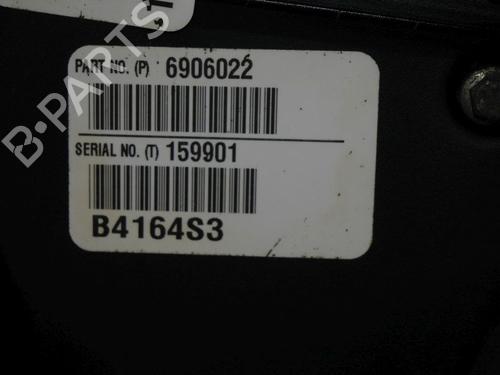 PART NO. (P) 6906022
SERIAL NO. (T) 159901
B4164S3
B-PARTS